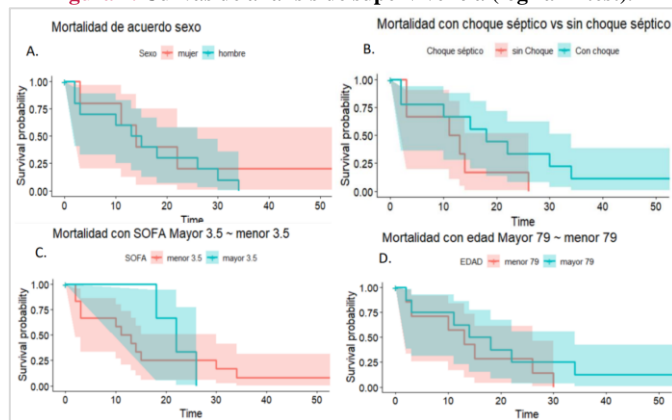 Mortalidad de acuerdo sexo
A.
Sexo mujer hombre
Survival probability
1.00
0.75
0.50
0.25
0.00
0 10 20 30 40 50
Time
Mortalidad con choque séptico vs sin choque séptico
B.
Choque séptico sin Choque Con choque
Survival probability
1.00
0.75
0.50
0.25
0.00
0 10 20 30 40 50
Time
Mortalidad con SOFA Mayor 3.5 ~ menor 3.5
C.
SOFA menor 3.5 mayor 3.5
Survival probability
1.00
0.75
0.50
0.25
0.00
0 10 20 30 40 50
Time
Mortalidad con edad Mayor 79 ~ menor 79
D.
EDAD menor 79 mayor 79
Survival probability
1.00
0.75
0.50
0.25
0.00
0 10 20 30 40 50
Time